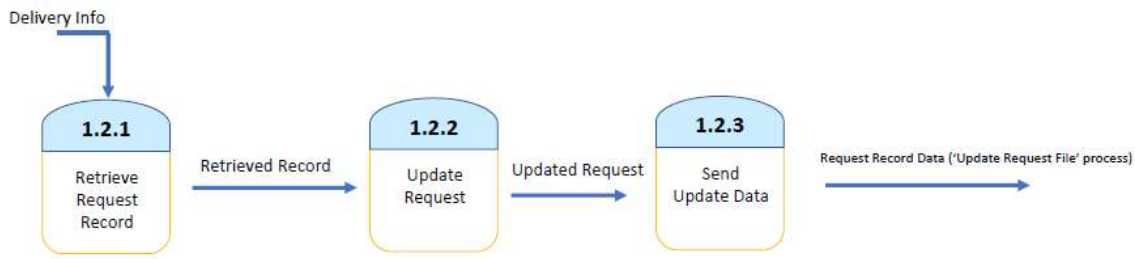 Delivery Info
1.2.1
Retrieve
Request
Record
Retrieved Record
1.2.2
Update
Request
Updated Request
1.2.3
Send
Update Data
Request Record Data ('Update Request File' process)